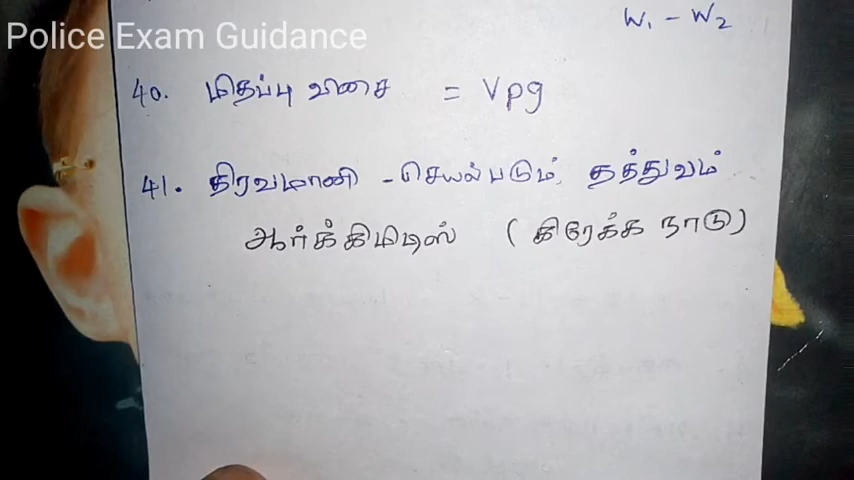 Police Exam Guidance
W₁ - W₂
40. மிதப்பு விசை = Vρg
41. திரவமானி - செயல்படும் தத்துவம்
ஆர்க்கிமிடிஸ் (கிரேக்க நாடு)